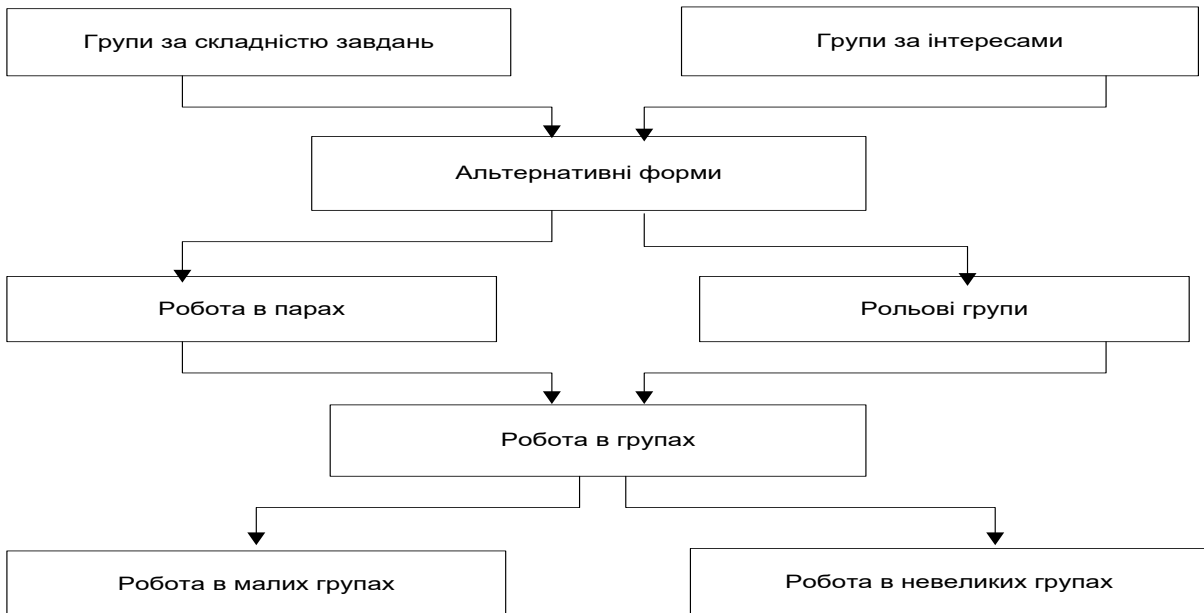 Групи за складністю завдань
Групи за інтересами
Альтернативні форми
Робота в парах
Рольові групи
Робота в групах
Робота в малих групах
Робота в невеликих групах